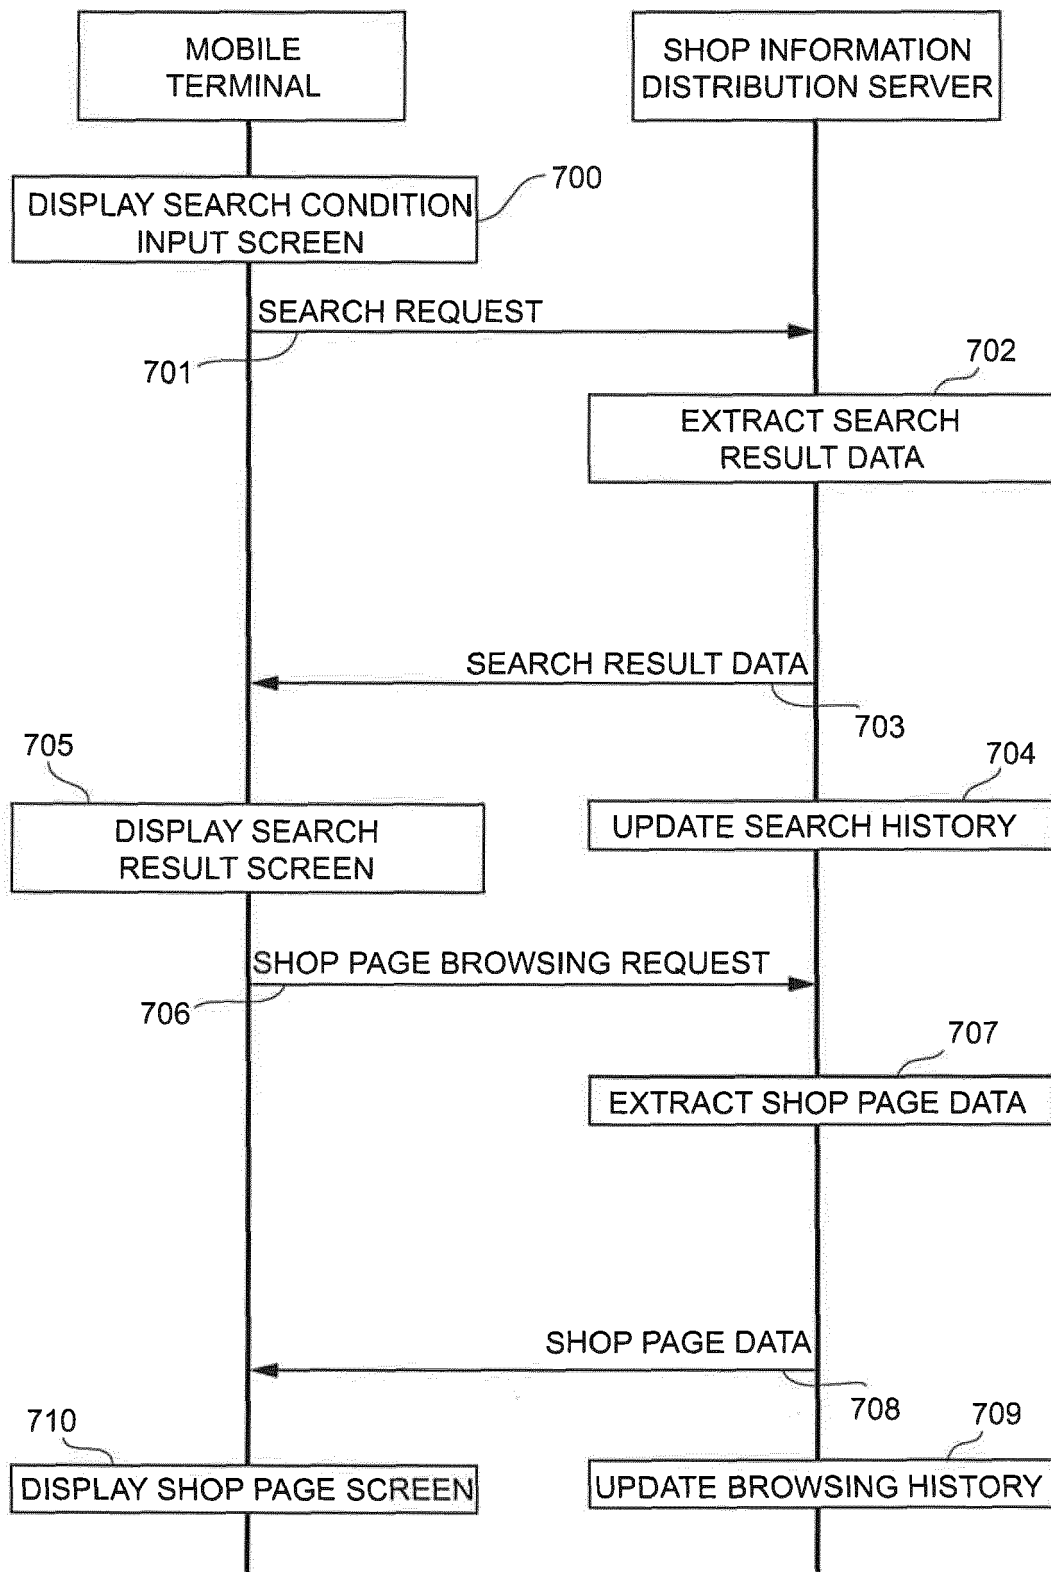 MOBILE
TERMINAL
SHOP INFORMATION
DISTRIBUTION SERVER
700
DISPLAY SEARCH CONDITION
INPUT SCREEN
SEARCH REQUEST
701
702
EXTRACT SEARCH
RESULT DATA
SEARCH RESULT DATA
703
705
704
DISPLAY SEARCH
RESULT SCREEN
UPDATE SEARCH HISTORY
SHOP PAGE BROWSING REQUEST
706
707
EXTRACT SHOP PAGE DATA
SHOP PAGE DATA
708
710
709
DISPLAY SHOP PAGE SCREEN
UPDATE BROWSING HISTORY